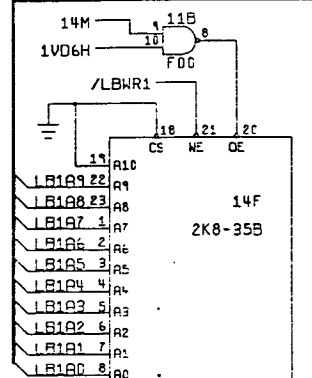 14M 9 11B
1VD6H 10 8
F00
/LBWR1
18 21 20
CS WE OE
19 A10
LB1A9 22 A9
LB1A8 23 A8
LB1A7 1 A7
LB1A6 2 A6
LB1A5 3 A5
LB1A4 4 A4
LB1A3 5 A3
LB1A2 6 A2
LB1A1 7 A1
LB1A0 8 A0
14F
2K8-35B